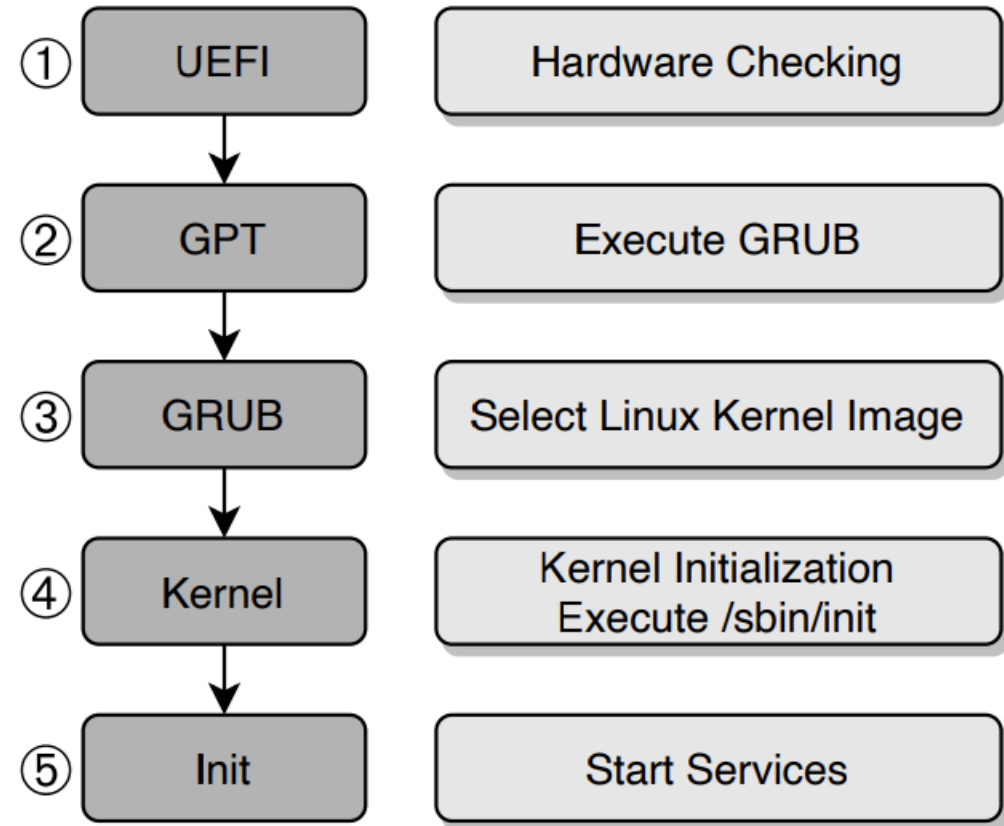 ① UEFI Hardware Checking
② GPT Execute GRUB
③ GRUB Select Linux Kernel Image
④ Kernel Kernel Initialization
Execute /sbin/init
⑤ Init Start Services